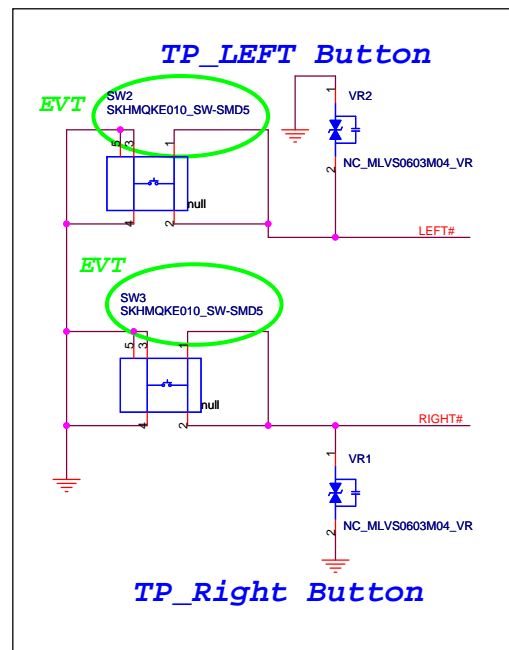 TP_LEFT Button
EVT
SW2
SKHMQKE010_SW-SMD5
5
3
1
4
2
null
1
VR2
NC_MLVS0603M04_VR
2
LEFT#
EVT
SW3
SKHMQKE010_SW-SMD5
5
3
1
4
2
null
RIGHT#
1
VR1
NC_MLVS0603M04_VR
2
TP_Right Button